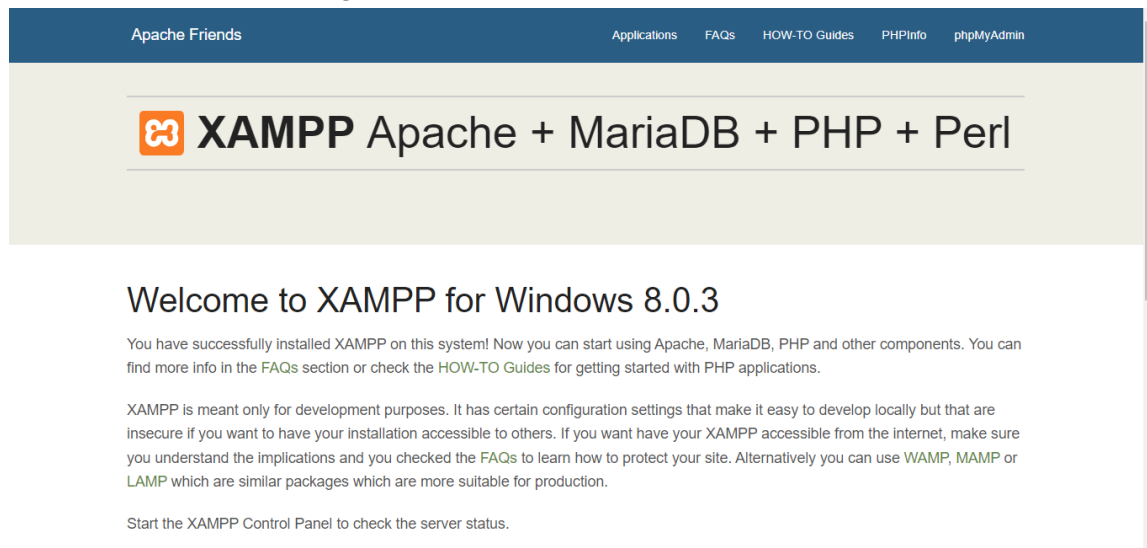 Apache Friends Applications FAQs HOW-TO Guides PHPInfo phpMyAdmin
XAMPP Apache + MariaDB + PHP + Perl
Welcome to XAMPP for Windows 8.0.3
You have successfully installed XAMPP on this system! Now you can start using Apache, MariaDB, PHP and other components. You can
find more info in the FAQs section or check the HOW-TO Guides for getting started with PHP applications.
XAMPP is meant only for development purposes. It has certain configuration settings that make it easy to develop locally but that are
insecure if you want to have your installation accessible to others. If you want have your XAMPP accessible from the internet, make sure
you understand the implications and you checked the FAQs to learn how to protect your site. Alternatively you can use WAMP, MAMP or
LAMP which are similar packages which are more suitable for production.
Start the XAMPP Control Panel to check the server status.